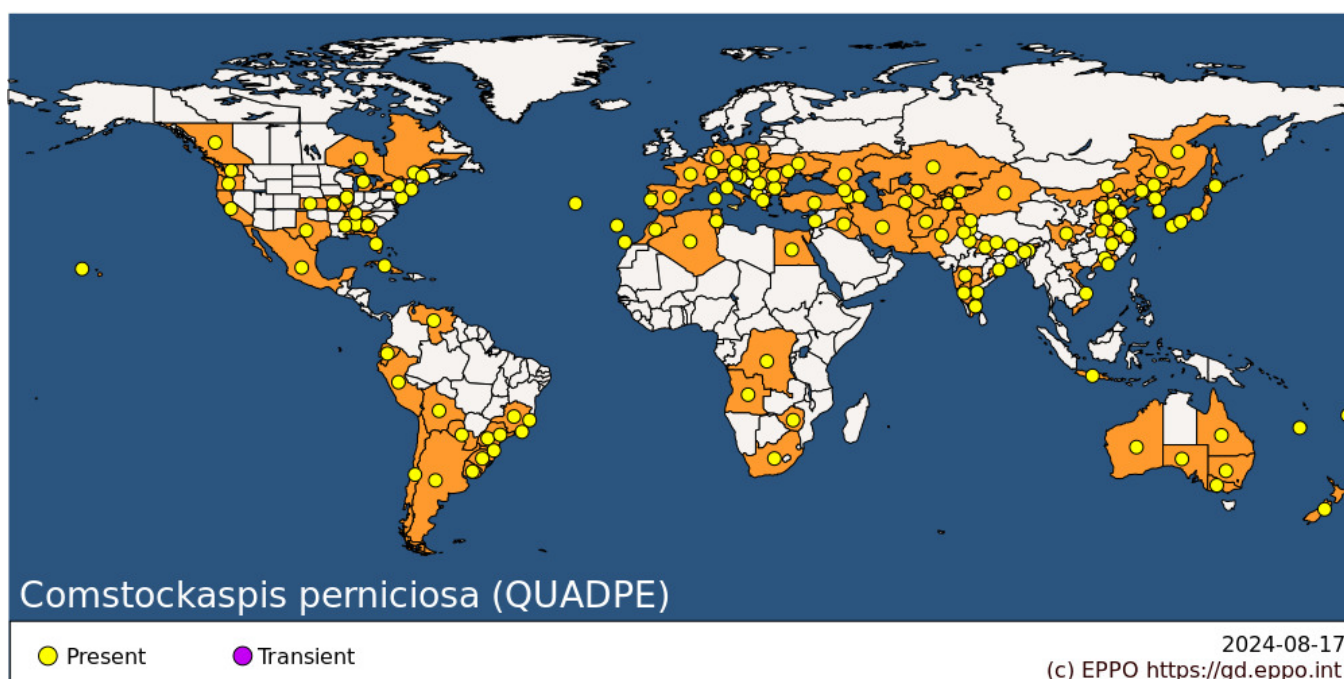 Comstockaspis perniciosa (QUADPE)
Present
Transient
2024-08-17
(c) EPPO https://gd.eppo.int